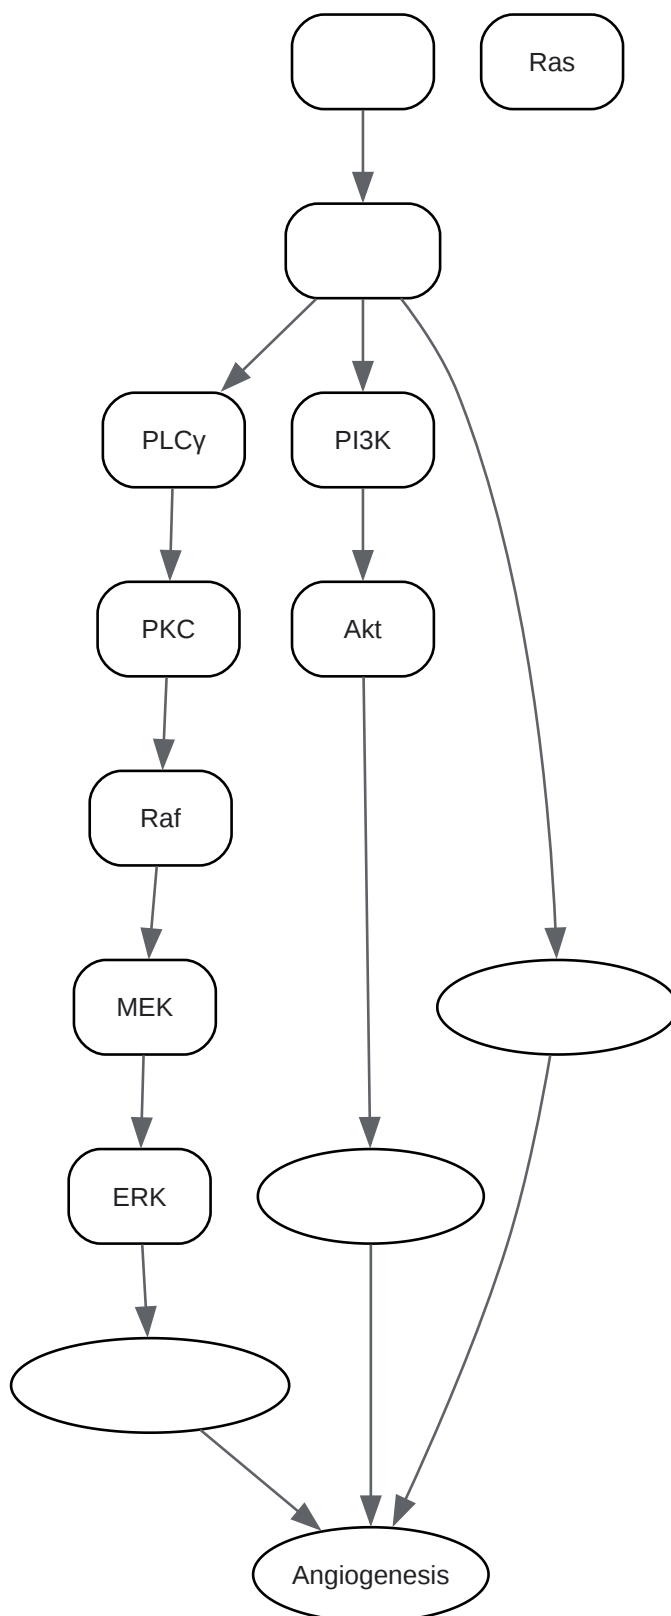 Ras
PLCγ
PI3K
PKC
Akt
Raf
MEK
ERK
Angiogenesis